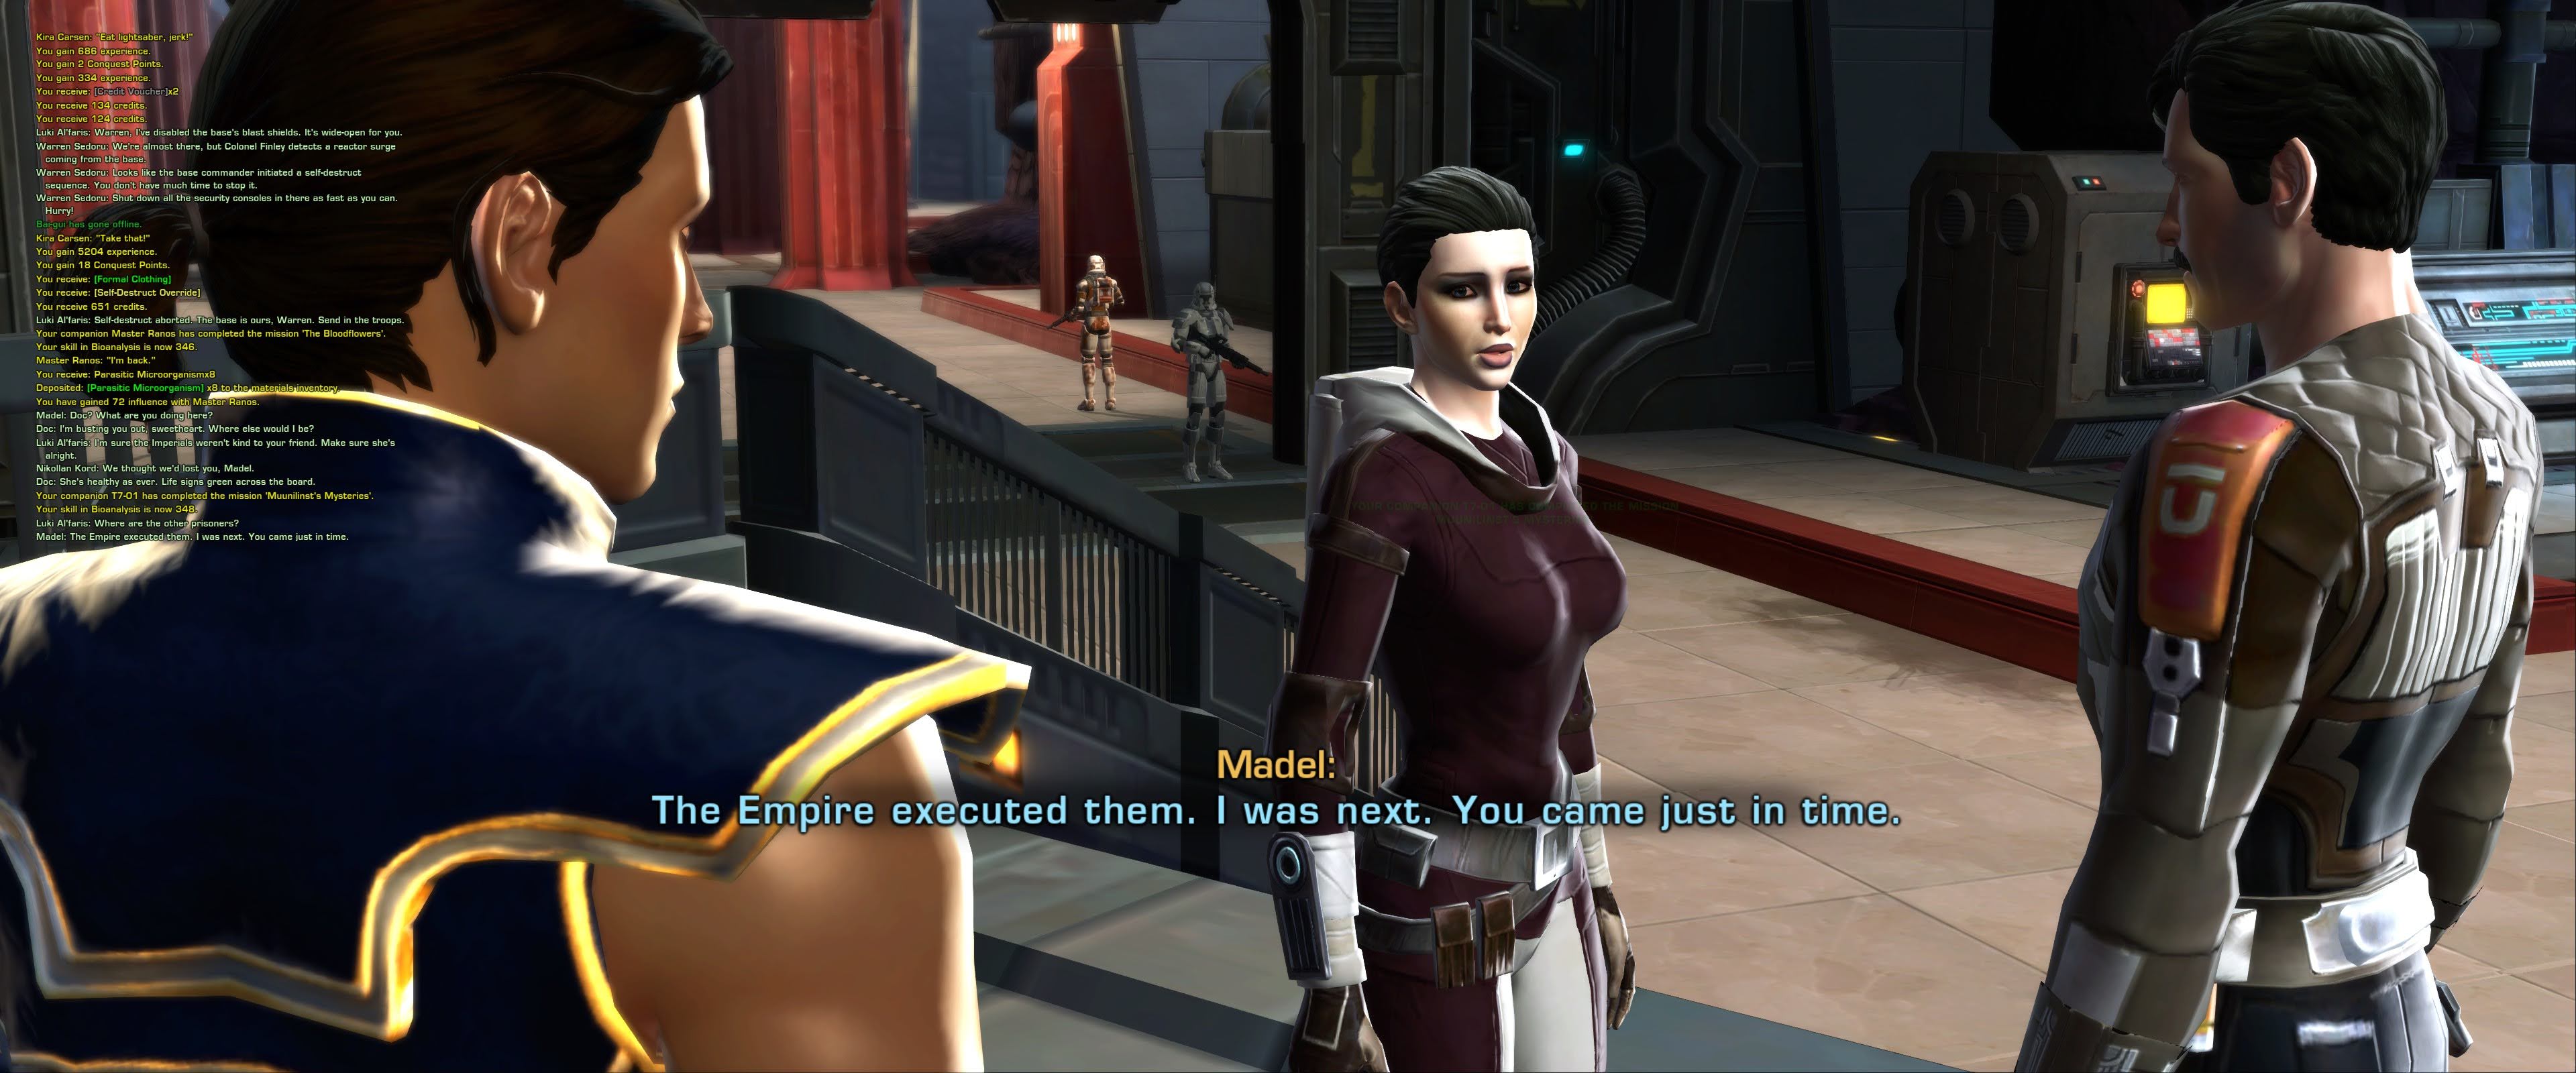 Kira Carsen: "Eat lightsaber, jerk!"
You gain 686 experience.
You gain 2 Conquest Points.
You gain 334 experience.
You receive: [Credit Voucher]x2
You receive 134 credits.
You receive 124 credits.
Luki Al'faris: Warren, I've disabled the base's blast shields. It's wide-open for you.
Warren Sedoru: We're almost there, but Colonel Finley detects a reactor surge
coming from the base.
Warren Sedoru: Looks like the base commander initiated a self-destruct
sequence. You don't have much time to stop it.
Warren Sedoru: Shut down all the security consoles in there as fast as you can.
Hurry!
Bai-gui has gone offline.
Kira Carsen: "Take that!"
You gain 5204 experience.
You gain 18 Conquest Points.
You receive: [Formal Clothing]
You receive: [Self-Destruct Override]
You receive 651 credits.
Luki Al'faris: Self-destruct aborted. The base is ours, Warren. Send in the troops.
Your companion Master Ranos has completed the mission 'The Bloodflowers'.
Your skill in Bioanalysis is now 346.
Master Ranos: "I'm back."
You receive: Parasitic Microorganismx8
Deposited: [Parasitic Microorganism] x8 to the materials inventory
You have gained 72 influence with Master Ranos.
Madel: Doc? What are you doing here?
Doc: I'm busting you out, sweetheart. Where else would I be?
Luki Al'faris: I'm sure the Imperials weren't kind to your friend. Make sure she's
alright.
Nikollan Kord: We thought we'd lost you, Madel.
Doc: She's healthy as ever. Life signs green across the board.
Your companion T7-01 has completed the mission 'Muunilinst's Mysteries'.
Your skill in Bioanalysis is now 348.
Luki Al'faris: Where are the other prisoners?
Madel: The Empire executed them. I was next. You came just in time.
YOUR COMPANION T7-01 HAS COMPLETED THE MISSION
'MUUNILINST'S MYSTERIES'
Madel:
The Empire executed them. I was next. You came just in time.